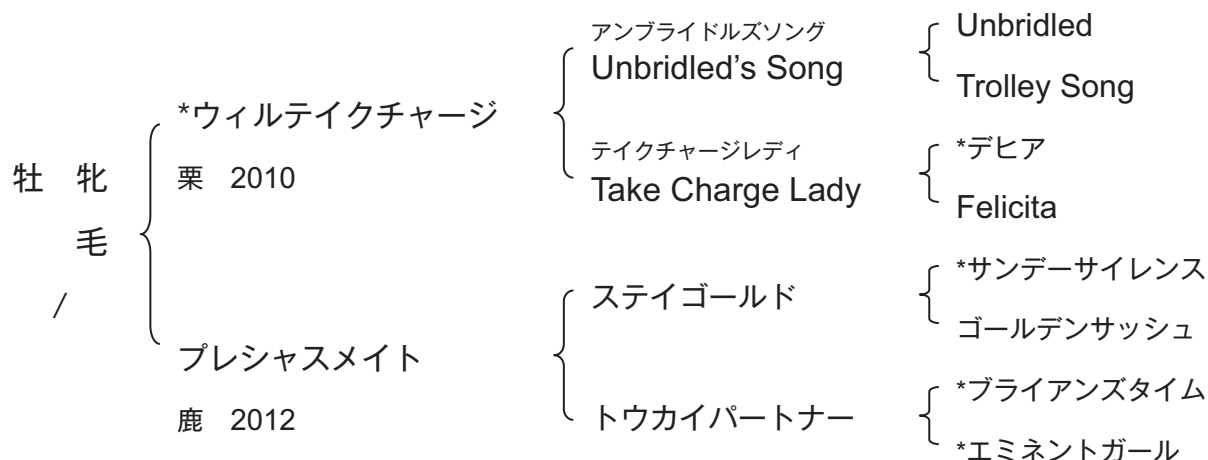 牡 牝
毛
/
*ウィルテイクチャージ
栗 2010
アンブライドルズソング
Unbridled's Song
Unbridled
Trolley Song
テイクチャージレディ
Take Charge Lady
*デヒア
Felicita
プレシャスメイト
鹿 2012
ステイゴールド
*サンデーサイレンス
ゴールデンサッシュ
トウカイパートナー
*ブライアンズタイム
*エミネントガール